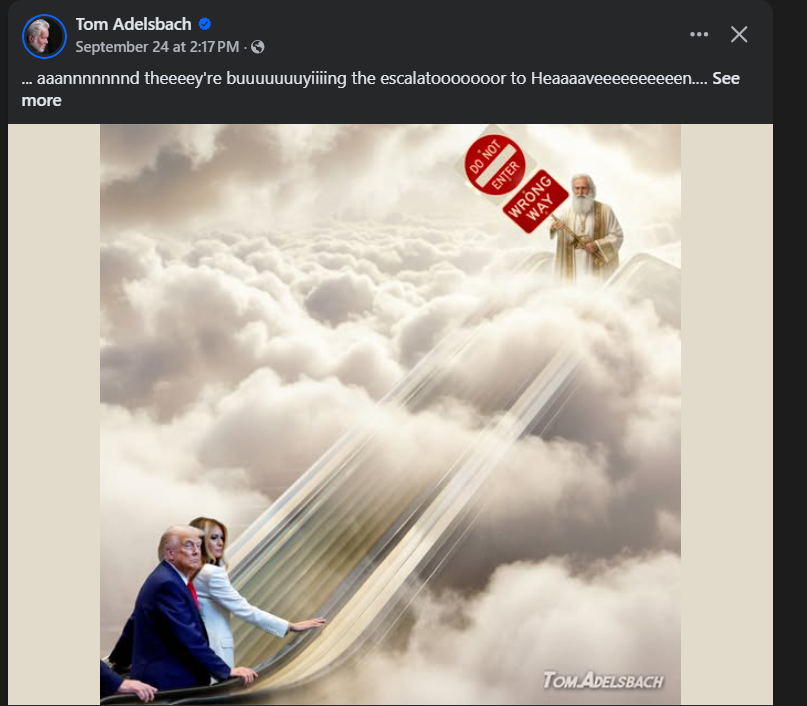 Tom Adelsbach
September 24 at 2:17 PM ·
... aaannnnnnnd theeeey're buuuuuuuyiiiing the escalatooooooor to Heaaaaveeeeeeeeeeen.... See
more
DO NOT
ENTER
WRONG
WAY
TOM.ADELSBACH